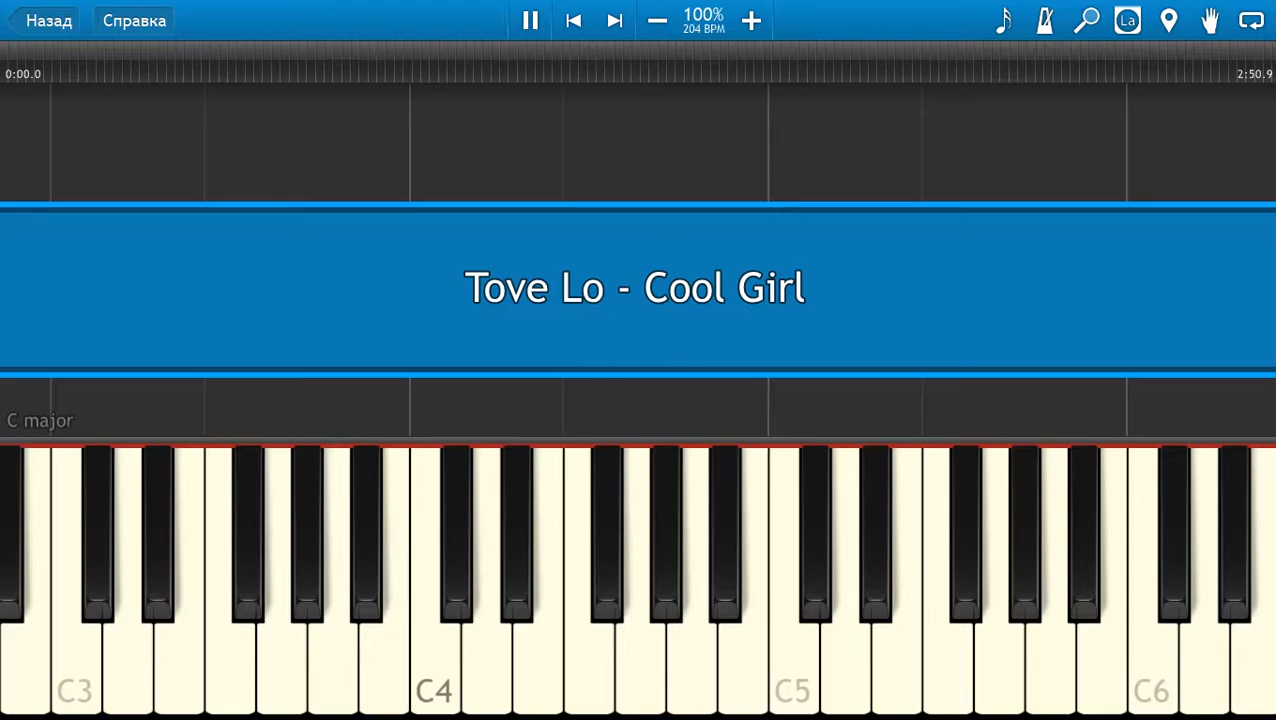 Назад Справка 100% La
204 BPM
0:00.0 2:50.9
Tove Lo - Cool Girl
C major
C3 C4 C5 C6